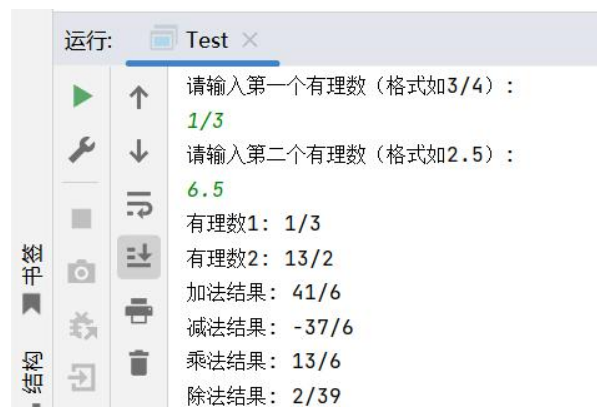 运行: Test
请输入第一个有理数（格式如3/4）:
1/3
请输入第二个有理数（格式如2.5）:
6.5
有理数1: 1/3
有理数2: 13/2
加法结果: 41/6
减法结果: -37/6
乘法结果: 13/6
除法结果: 2/39
书签
结构